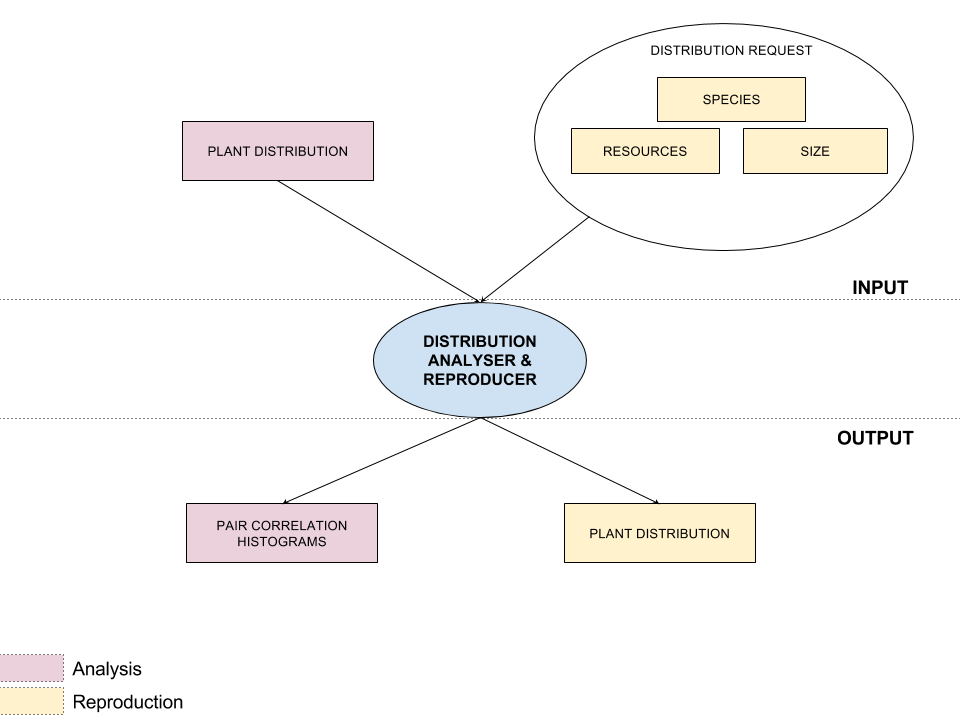 DISTRIBUTION REQUEST
SPECIES
PLANT DISTRIBUTION
RESOURCES
SIZE
INPUT
DISTRIBUTION
ANALYSER &
REPRODUCER
OUTPUT
PAIR CORRELATION
HISTOGRAMS
PLANT DISTRIBUTION
Analysis
Reproduction